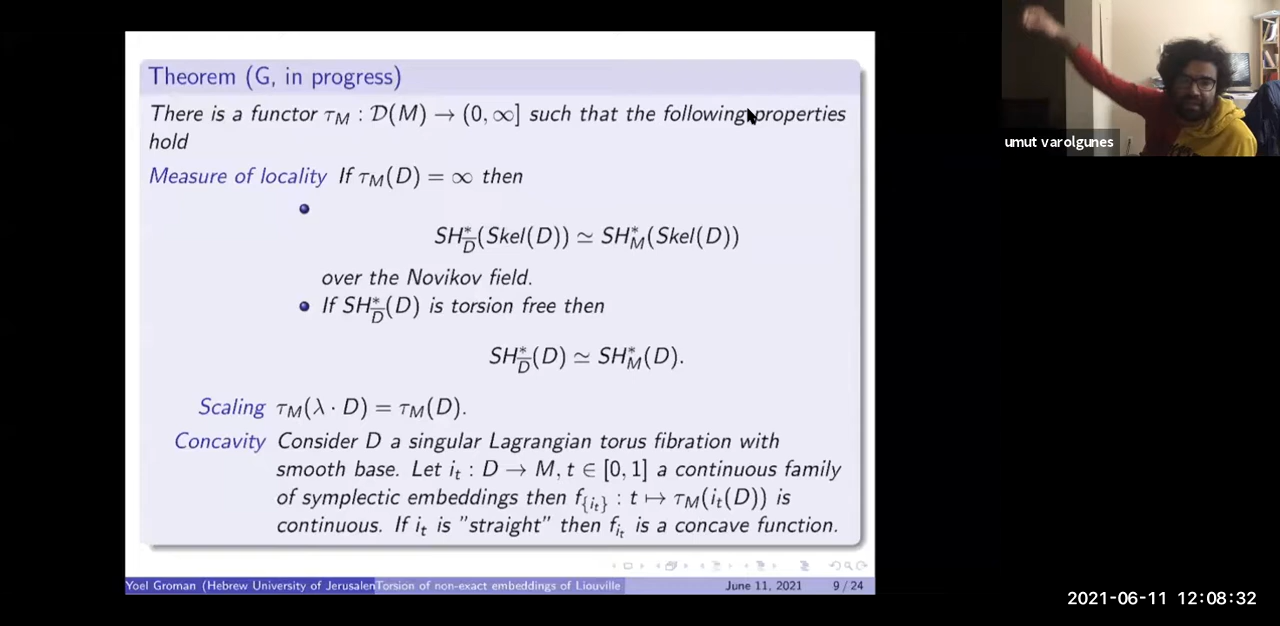 Theorem (G, in progress)
There is a functor τ_M : 𝒟(M) → (0, ∞] such that the following properties
hold
Measure of locality If τ_M(D) = ∞ then
SH*_D̅(Skel(D)) ≃ SH*_M(Skel(D))
over the Novikov field.
If SH*_D̅(D) is torsion free then
SH*_D̅(D) ≃ SH*_M(D).
Scaling τ_M(λ · D) = τ_M(D).
Concavity Consider D a singular Lagrangian torus fibration with
smooth base. Let i_t : D → M, t ∈ [0, 1] a continuous family
of symplectic embeddings then f_{i_t} : t ↦ τ_M(i_t(D)) is
continuous. If i_t is "straight" then f_{i_t} is a concave function.
Yoel Groman (Hebrew University of Jerusalen Torsion of non-exact embeddings of Liouville June 11, 2021 9 / 24
umut varolgunes
2021-06-11 12:08:32